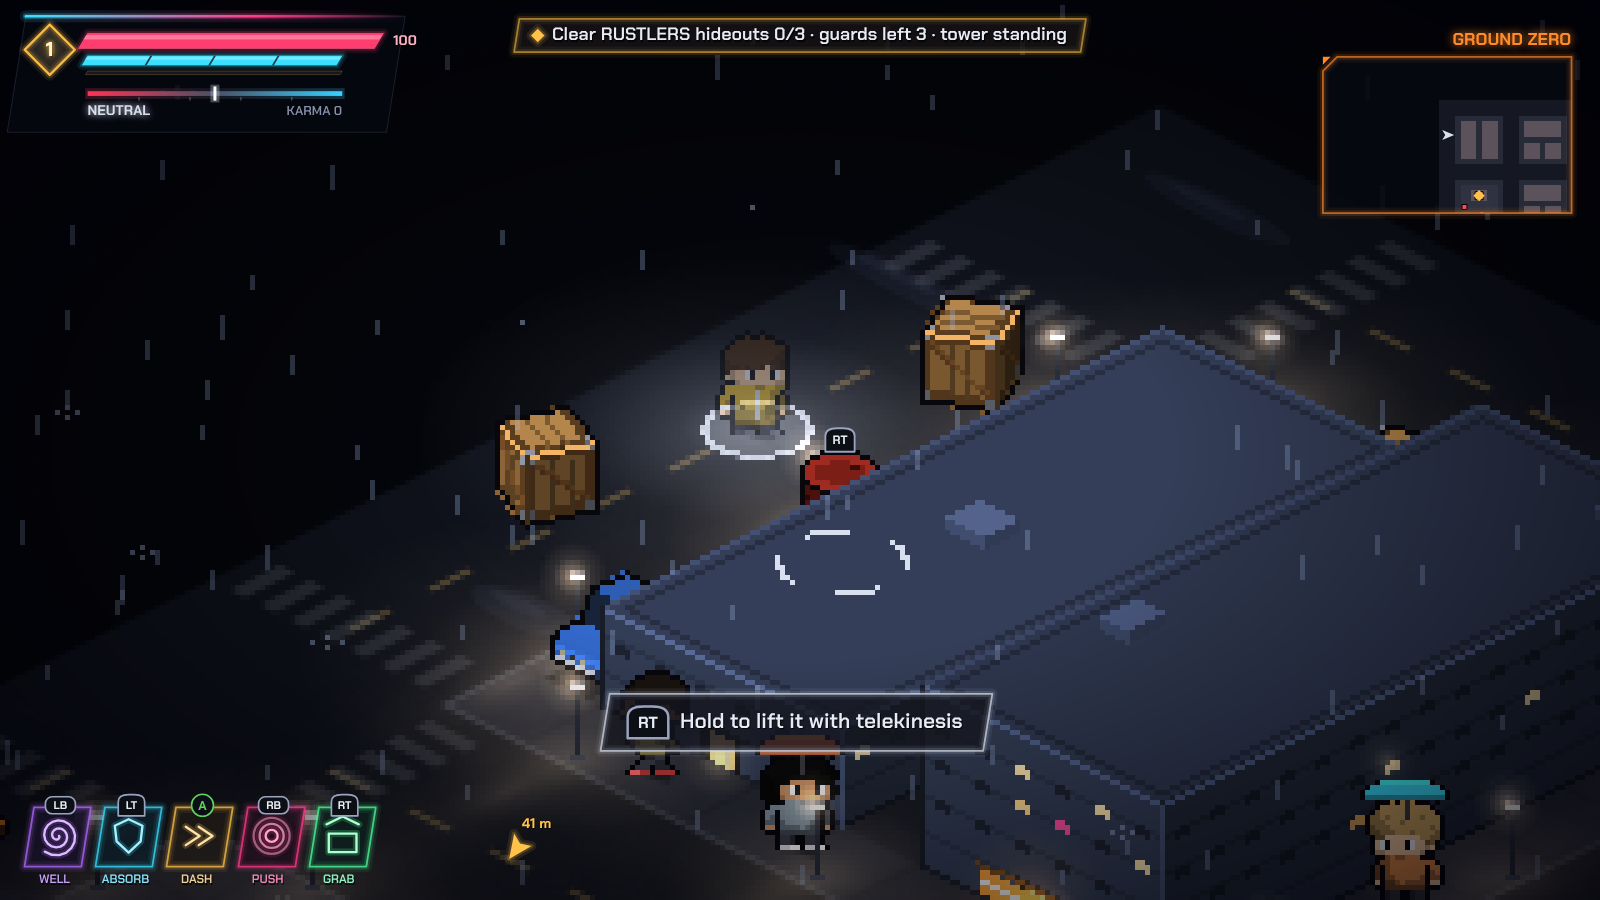 1
100
NEUTRAL
KARMA 0
Clear RUSTLERS hideouts 0/3 · guards left 3 · tower standing
GROUND ZERO
RT
RT Hold to lift it with telekinesis
41 m
LB
LT
A
RB
RT
WELL
ABSORB
DASH
PUSH
GRAB